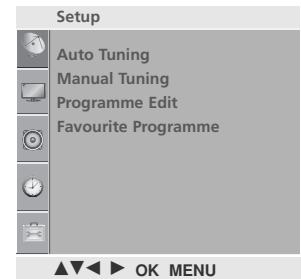 Setup
Auto Tuning
Manual Tuning
Programme Edit
Favourite Programme
▲▼◄ ► OK MENU